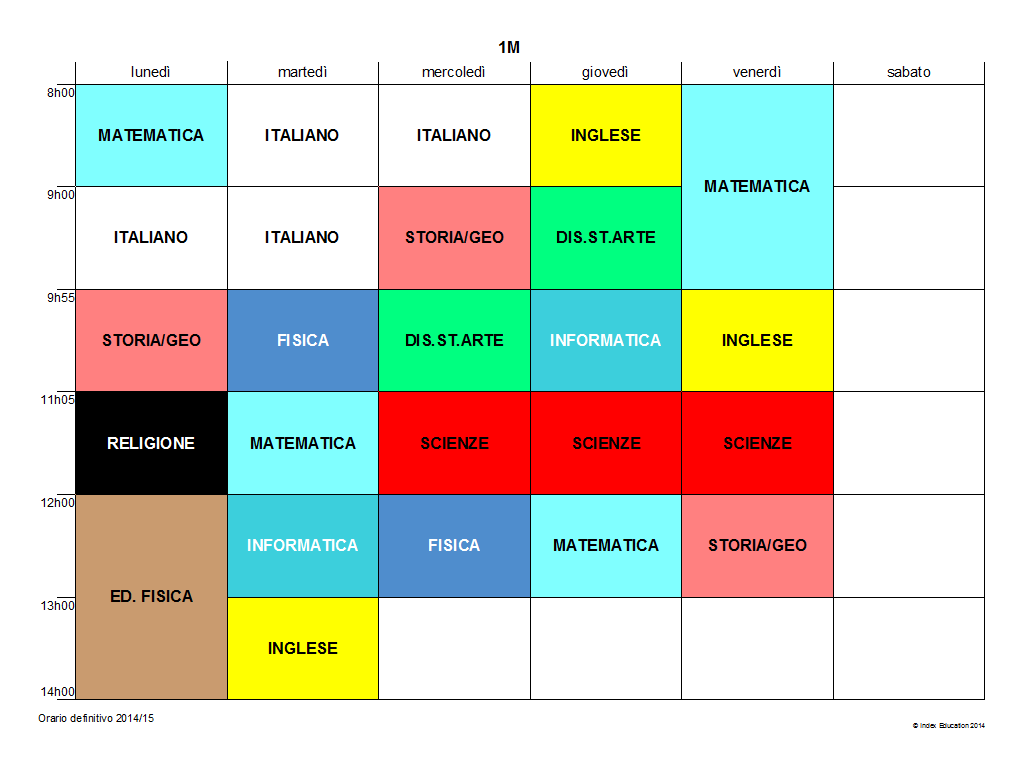 1M
lunedì martedì mercoledì giovedì venerdì sabato
8h00
MATEMATICA ITALIANO ITALIANO INGLESE
MATEMATICA
9h00
ITALIANO ITALIANO STORIA/GEO DIS.ST.ARTE
9h55
STORIA/GEO FISICA DIS.ST.ARTE INFORMATICA INGLESE
11h05
RELIGIONE MATEMATICA SCIENZE SCIENZE SCIENZE
12h00
INFORMATICA FISICA MATEMATICA STORIA/GEO
ED. FISICA
13h00
INGLESE
14h00
Orario definitivo 2014/15
© Index Education 2014